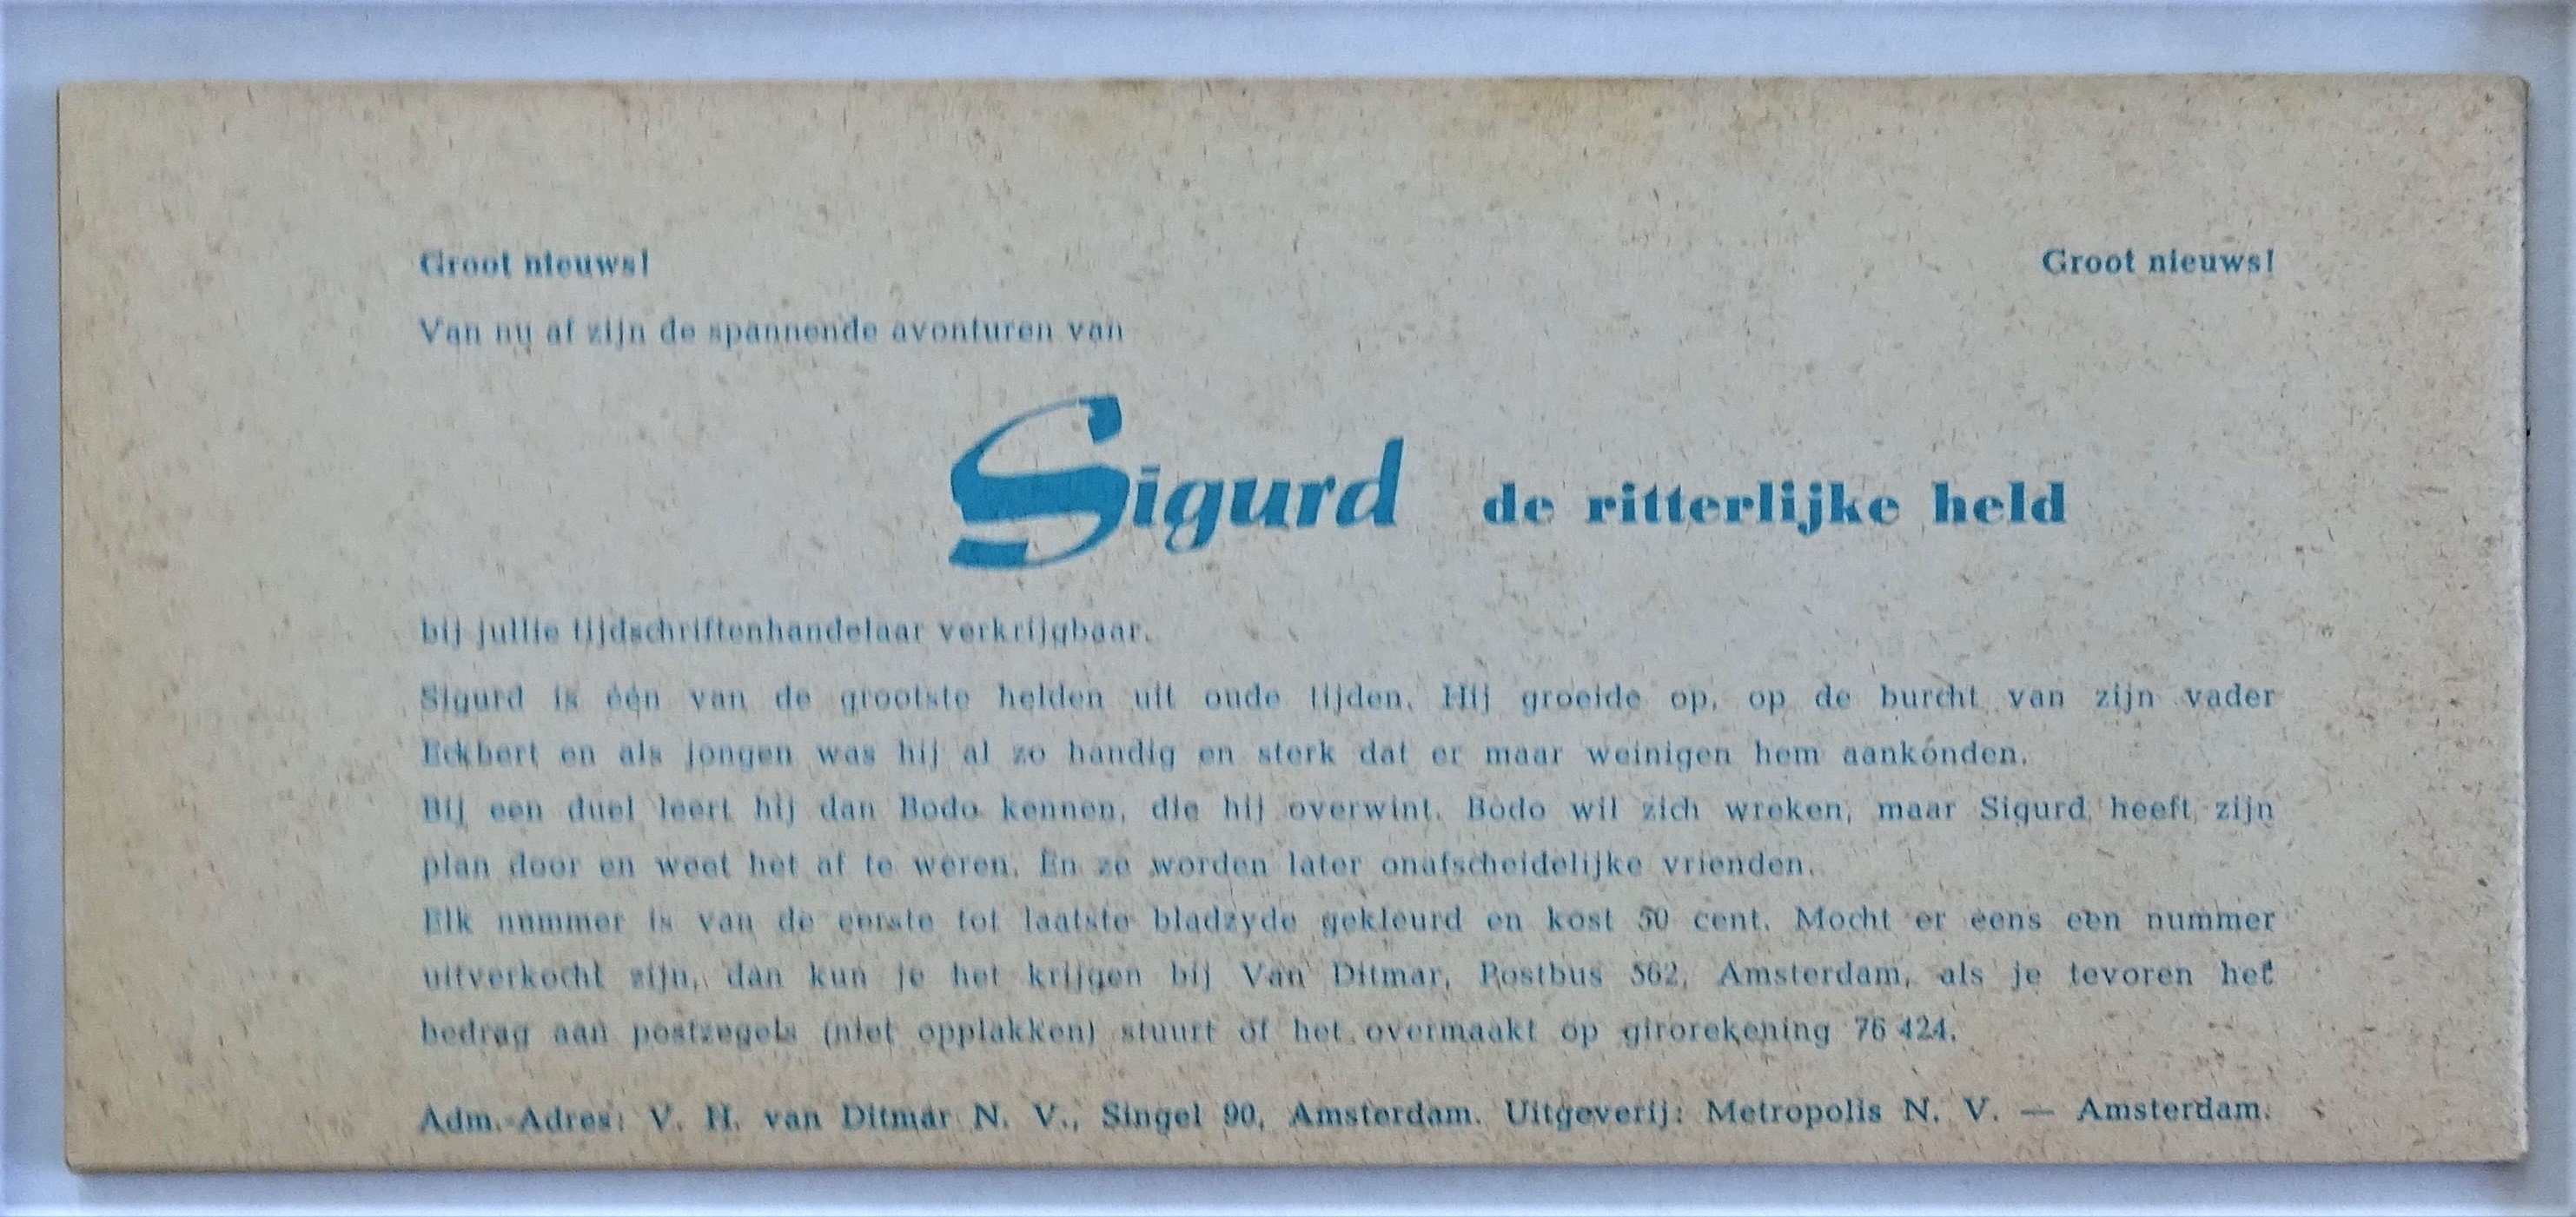 Groot nieuws! Groot nieuws!
Van nu af zijn de spannende avonturen van
Sigurd de ritterlijke held
bij jullie tijdschriftenhandelaar verkrijgbaar.
Sigurd is één van de grootste helden uit oude tijden. Hij groeide op, op de burcht van zijn vader
Eckbert en als jongen was hij al zo handig en sterk dat er maar weinigen hem aankónden.
Bij een duel leert hij dan Bodo kennen, die hij overwint. Bodo wil zich wreken, maar Sigurd heeft zijn
plan door en weet het af te weren. En ze worden later onafscheidelijke vrienden.
Elk nummer is van de eerste tot laatste bladzyde gekleurd en kost 50 cent. Mocht er eens een nummer
uitverkocht zijn, dan kun je het krijgen bij Van Ditmar, Postbus 562, Amsterdam, als je tevoren het
bedrag aan postzegels (niet opplakken) stuurt of het overmaakt op girorekening 76 424.
Adm.-Adres: V. H. van Ditmar N. V., Singel 90, Amsterdam. Uitgeverij: Metropolis N. V. — Amsterdam.